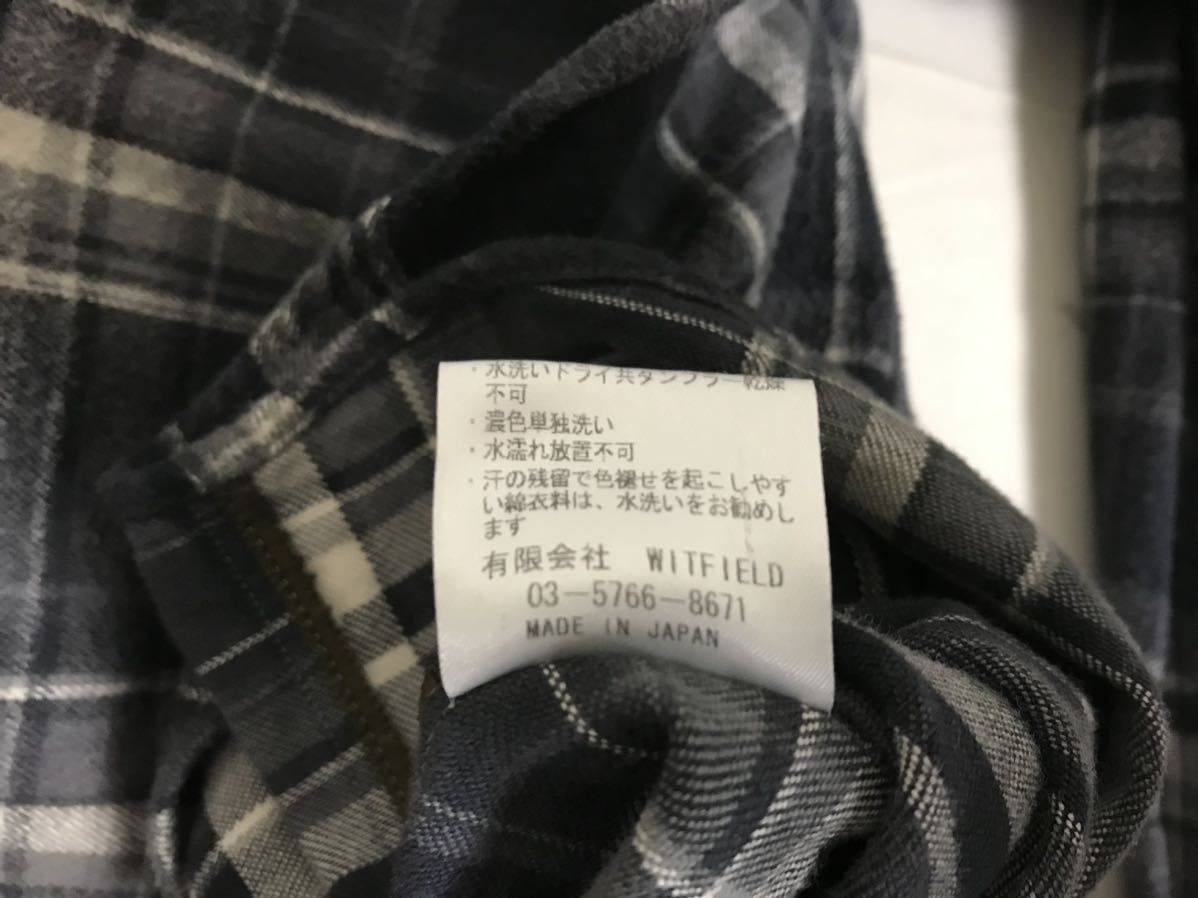 ・水洗いドライ共タンブラー乾燥
不可
・濃色単独洗い
・水濡れ放置不可
・汗の残留で色褪せを起こしやす
い綿衣料は、水洗いをお勧めし
ます
有限会社 WITFIELD
03−5766−8671
MADE IN JAPAN